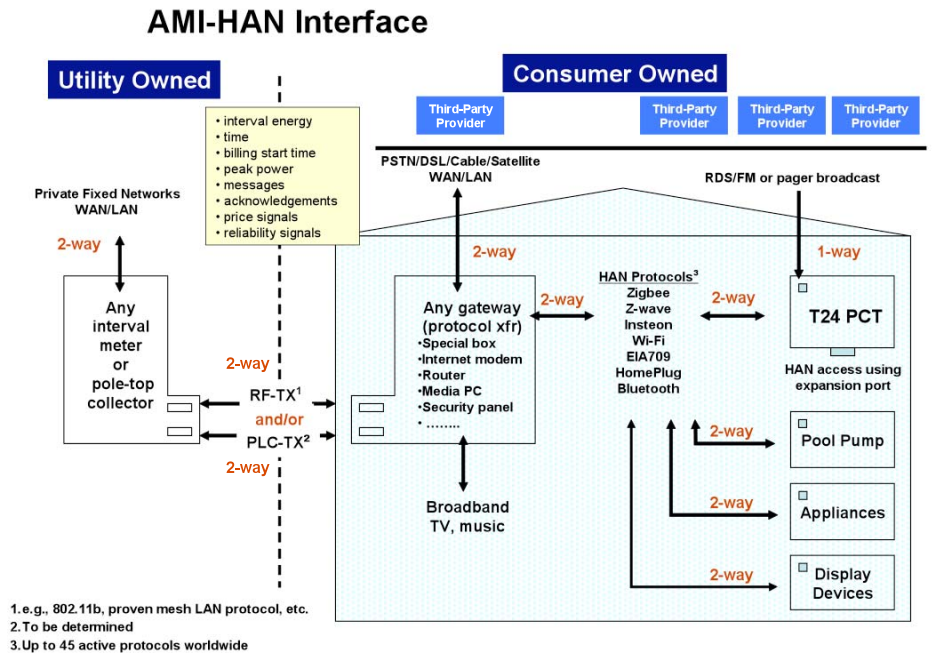 AMI-HAN Interface
Utility Owned
Consumer Owned
Third-Party
Provider
Third-Party
Provider
Third-Party
Provider
Third-Party
Provider
• interval energy
• time
• billing start time
• peak power
• messages
• acknowledgements
• price signals
• reliability signals
PSTN/DSL/Cable/Satellite
WAN/LAN
RDS/FM or pager broadcast
Private Fixed Networks
WAN/LAN
2-way
2-way
1-way
Any
interval
meter
or
pole-top
collector
2-way
RF-TX¹
and/or
PLC-TX²
2-way
Any gateway
(protocol xfr)
•Special box
•Internet modem
•Router
•Media PC
•Security panel
• ........
2-way
HAN Protocols³
Zigbee
Z-wave
Insteon
Wi-Fi
EIA709
HomePlug
Bluetooth
2-way
T24 PCT
HAN access using
expansion port
2-way
Pool Pump
2-way
Appliances
2-way
Display
Devices
Broadband
TV, music
1.e.g., 802.11b, proven mesh LAN protocol, etc.
2.To be determined
3.Up to 45 active protocols worldwide